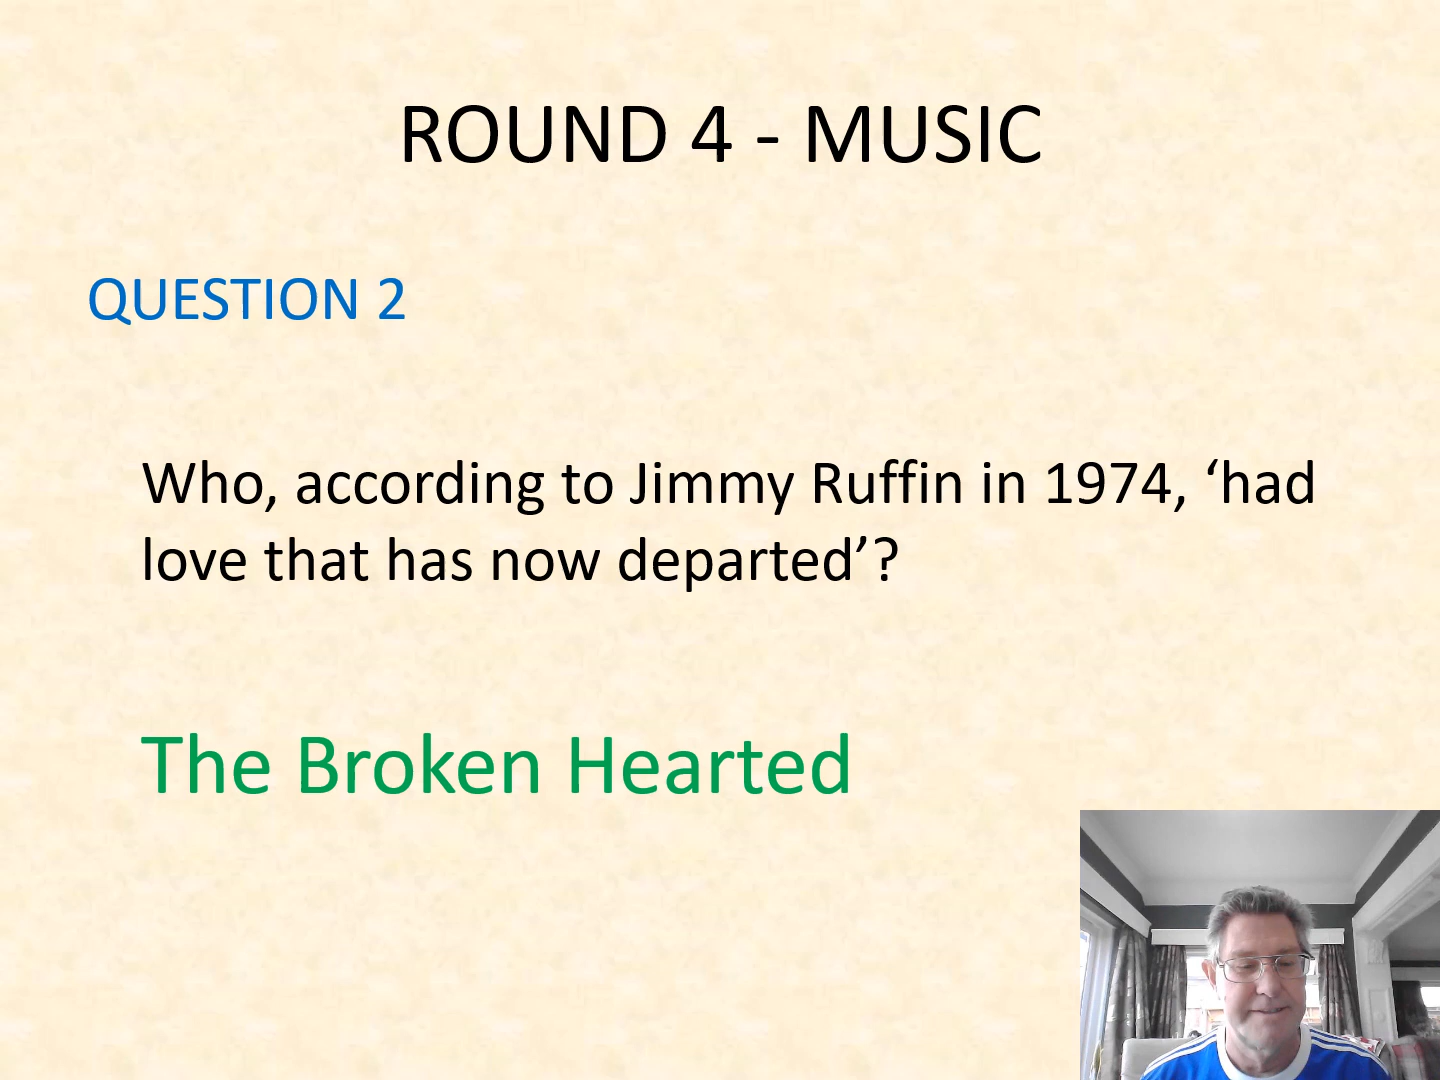 ROUND 4 - MUSIC
QUESTION 2
Who, according to Jimmy Ruffin in 1974, ‘had
love that has now departed’?
The Broken Hearted